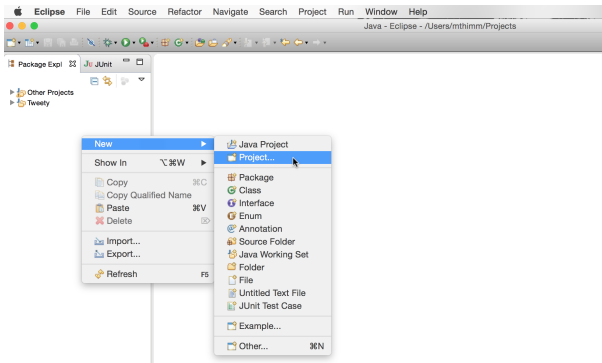 Eclipse File Edit Source Refactor Navigate Search Project Run Window Help
Java - Eclipse - /Users/mthimm/Projects
Package Expl JUnit
Other Projects
Tweety
New
Show In ⌥⌘W
Copy ⌘C
Copy Qualified Name
Paste ⌘V
Delete
Import...
Export...
Refresh F5
Java Project
Project...
Package
Class
Interface
Enum
Annotation
Source Folder
Java Working Set
Folder
File
Untitled Text File
JUnit Test Case
Example...
Other... ⌘N